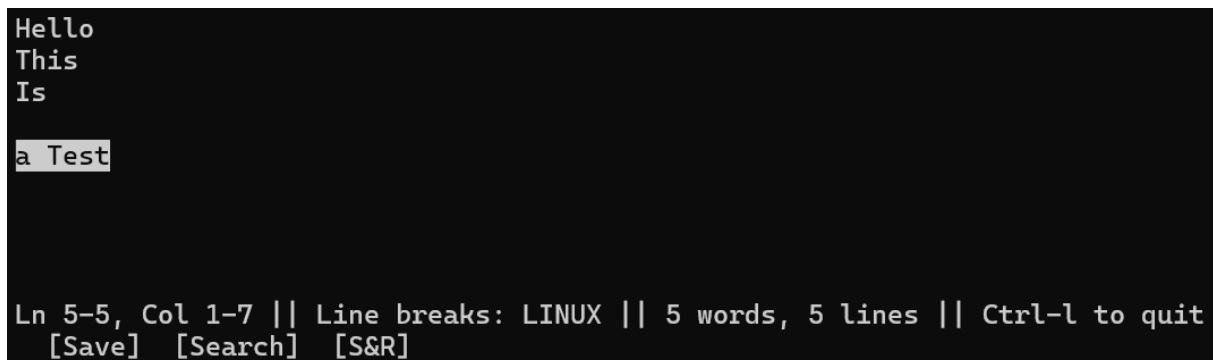 Hello
This
Is
a Test
Ln 5-5, Col 1-7 || Line breaks: LINUX || 5 words, 5 lines || Ctrl-l to quit
[Save] [Search] [S&R]